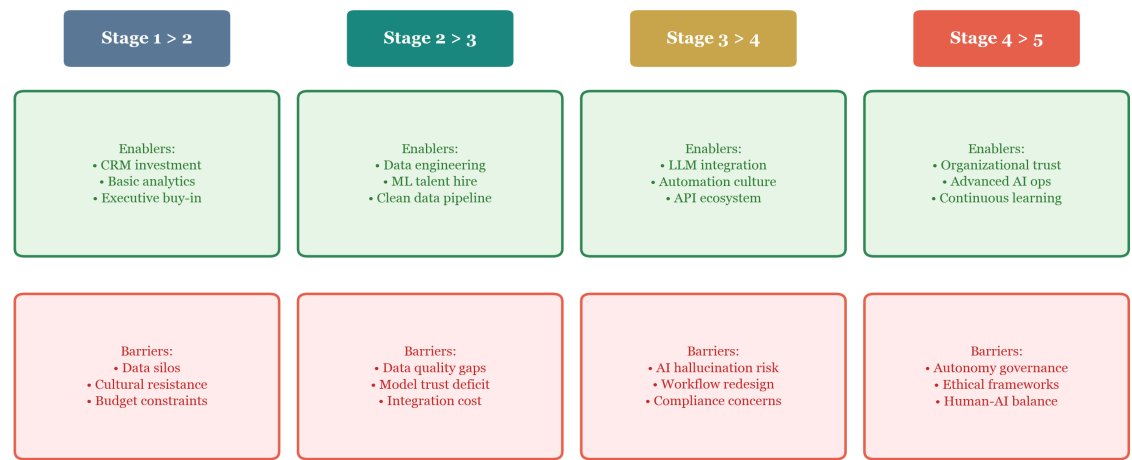 Stage 1 > 2
Stage 2 > 3
Stage 3 > 4
Stage 4 > 5
Enablers:
• CRM investment
• Basic analytics
• Executive buy-in
Enablers:
• Data engineering
• ML talent hire
• Clean data pipeline
Enablers:
• LLM integration
• Automation culture
• API ecosystem
Enablers:
• Organizational trust
• Advanced AI ops
• Continuous learning
Barriers:
• Data silos
• Cultural resistance
• Budget constraints
Barriers:
• Data quality gaps
• Model trust deficit
• Integration cost
Barriers:
• AI hallucination risk
• Workflow redesign
• Compliance concerns
Barriers:
• Autonomy governance
• Ethical frameworks
• Human-AI balance